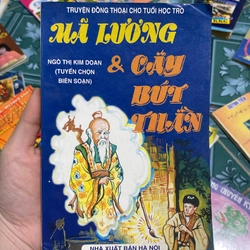 TRUYỆN ĐỒNG THOẠI CHO TUỔI HỌC TRÒ
MÃ LƯƠNG
NGÔ THỊ KIM DOAN
(TUYỂN CHỌN
BIÊN SOẠN)
& CÂY
BÚT
THẦN
NHÀ XUẤT BẢN HÀ NỘI